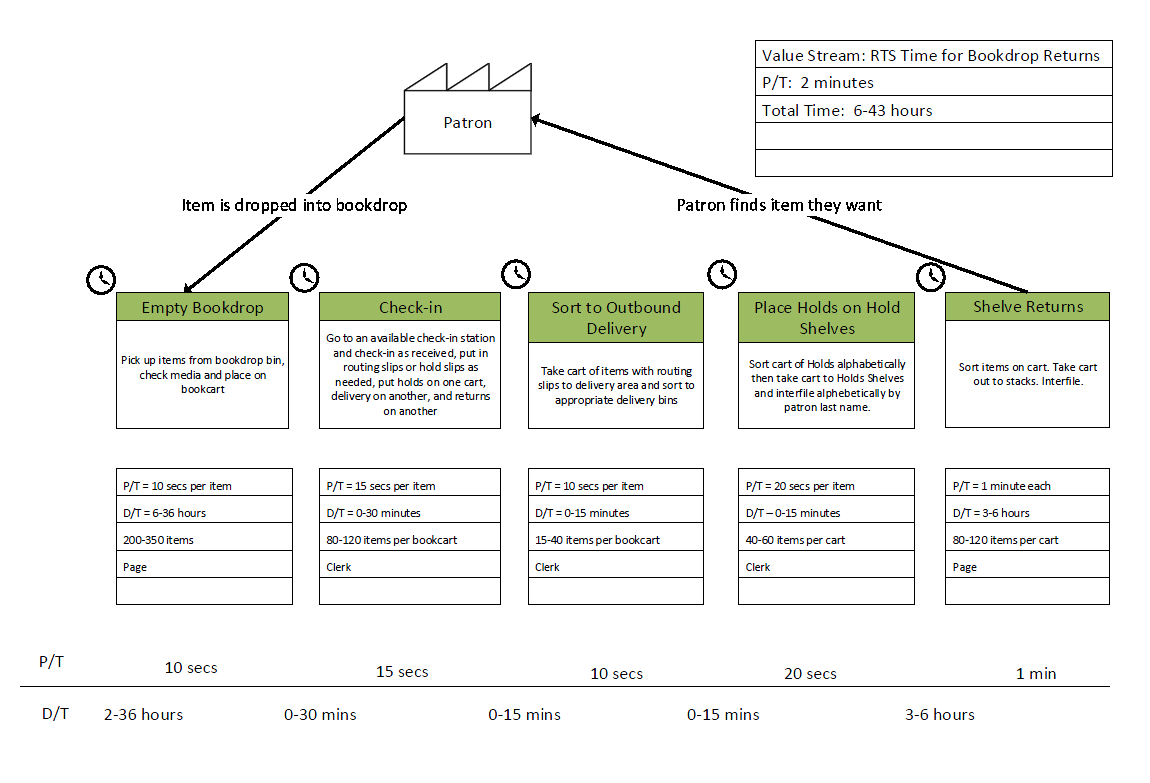 Value Stream: RTS Time for Bookdrop Returns
P/T:  2 minutes
Total Time:  6-43 hours
Patron
Item is dropped into bookdrop
Patron finds item they want
Empty Bookdrop
Pick up items from bookdrop bin,
check media and place on
bookcart
Check-in
Go to an available check-in station
and check-in as received, put in
routing slips or hold slips as
needed, put holds on one cart,
delivery on another, and returns
on another
Sort to Outbound
Delivery
Take cart of items with routing
slips to delivery area and sort to
appropriate delivery bins
Place Holds on Hold
Shelves
Sort cart of Holds alphabetically
then take cart to Holds Shelves
and interfile alphebetically by
patron last name.
Shelve Returns
Sort items on cart. Take cart
out to stacks. Interfile.
P/T = 10 secs per item
D/T = 6-36 hours
200-350 items
Page
P/T = 15 secs per item
D/T = 0-30 minutes
80-120 items per bookcart
Clerk
P/T = 10 secs per item
D/T = 0-15 minutes
15-40 items per bookcart
Clerk
P/T = 20 secs per item
D/T – 0-15 minutes
40-60 items per cart
Clerk
P/T = 1 minute each
D/T = 3-6 hours
80-120 items per cart
Page
P/T
10 secs
15 secs
10 secs
20 secs
1 min
D/T
2-36 hours
0-30 mins
0-15 mins
0-15 mins
3-6 hours